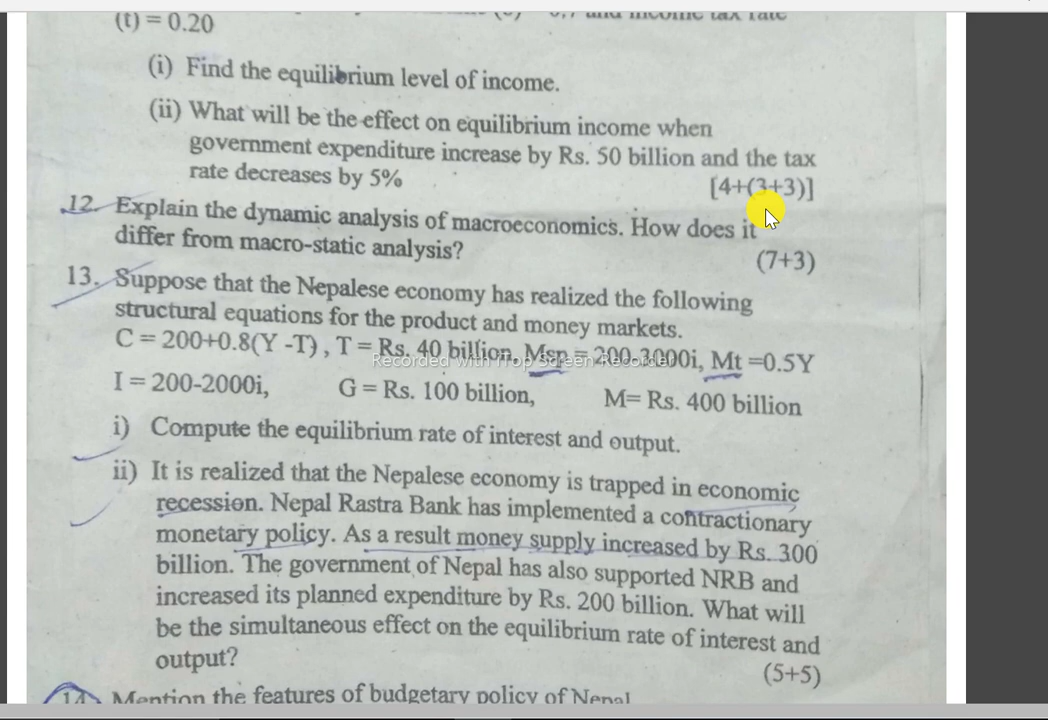 (t) = 0.20
(i) Find the equilibrium level of income.
(ii) What will be the effect on equilibrium income when
government expenditure increase by Rs. 50 billion and the tax
rate decreases by 5% [4+(3+3)]
12. Explain the dynamic analysis of macroeconomics. How does it
differ from macro-static analysis? (7+3)
13. Suppose that the Nepalese economy has realized the following
structural equations for the product and money markets.
C = 200+0.8(Y -T) , T = Rs. 40 billion, Msp = 200-3000i, Mt =0.5Y
Recorded with iTop Screen Recorder
I = 200-2000i, G = Rs. 100 billion, M= Rs. 400 billion
i) Compute the equilibrium rate of interest and output.
ii) It is realized that the Nepalese economy is trapped in economic
recession. Nepal Rastra Bank has implemented a contractionary
monetary policy. As a result money supply increased by Rs. 300
billion. The government of Nepal has also supported NRB and
increased its planned expenditure by Rs. 200 billion. What will
be the simultaneous effect on the equilibrium rate of interest and
output? (5+5)
14. Mention the features of budgetary policy of Nepal